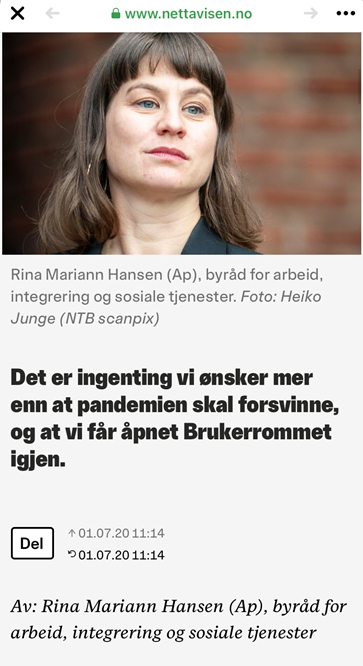 www.nettavisen.no
Rina Mariann Hansen (Ap), byråd for arbeid,
integrering og sosiale tjenester. Foto: Heiko
Junge (NTB scanpix)
Det er ingenting vi ønsker mer
enn at pandemien skal forsvinne,
og at vi får åpnet Brukerrommet
igjen.
Del
01.07.20 11:14
01.07.20 11:14
Av: Rina Mariann Hansen (Ap), byråd for
arbeid, integrering og sosiale tjenester